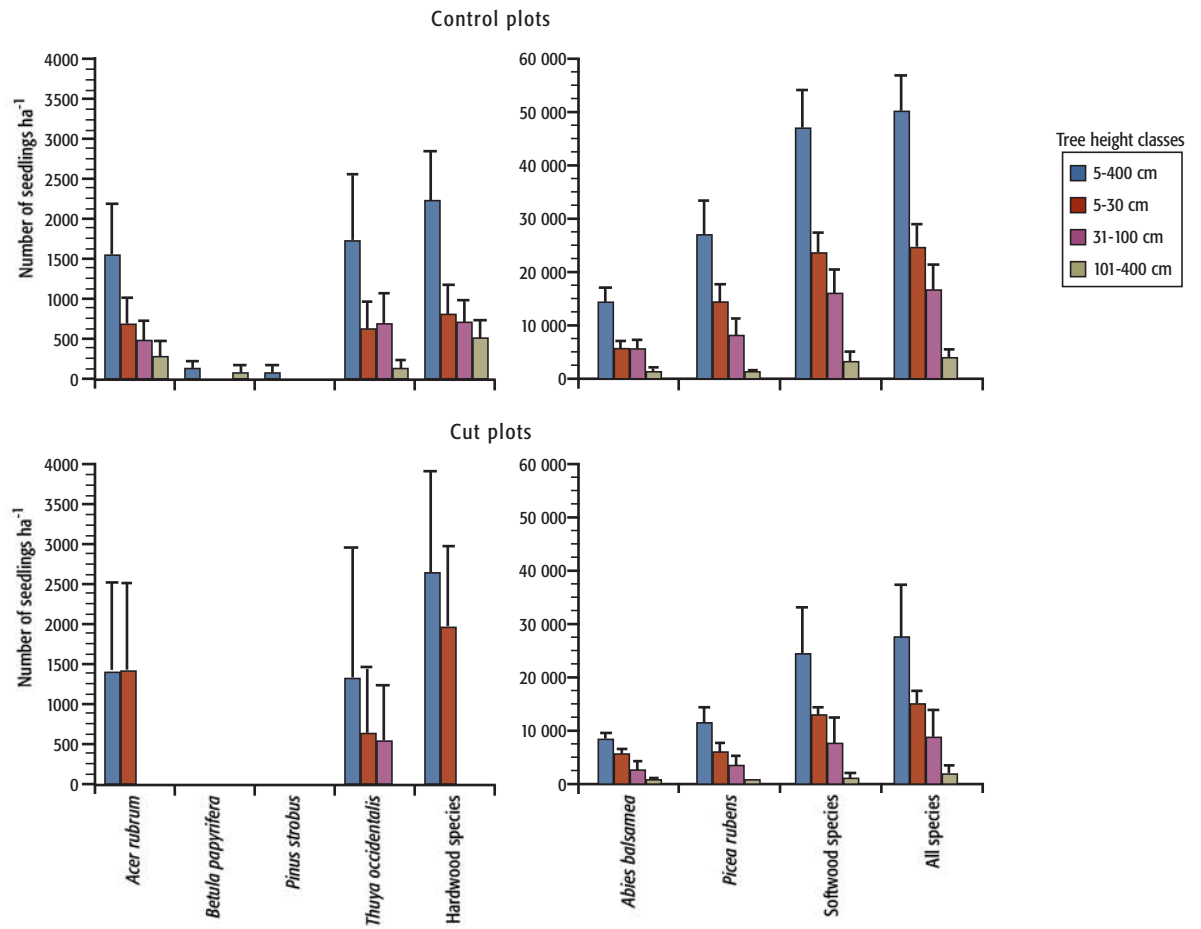 Control plots
Number of seedlings ha-1
4000
3500
3000
2500
2000
1500
1000
500
0
60 000
50 000
40 000
30 000
20 000
10 000
0
Tree height classes
5-400 cm
5-30 cm
31-100 cm
101-400 cm
Cut plots
Number of seedlings ha-1
4000
3500
3000
2500
2000
1500
1000
500
0
60 000
50 000
40 000
30 000
20 000
10 000
0
Acer rubrum
Betula papyrifera
Pinus strobus
Thuya occidentalis
Hardwood species
Abies balsamea
Picea rubens
Softwood species
All species